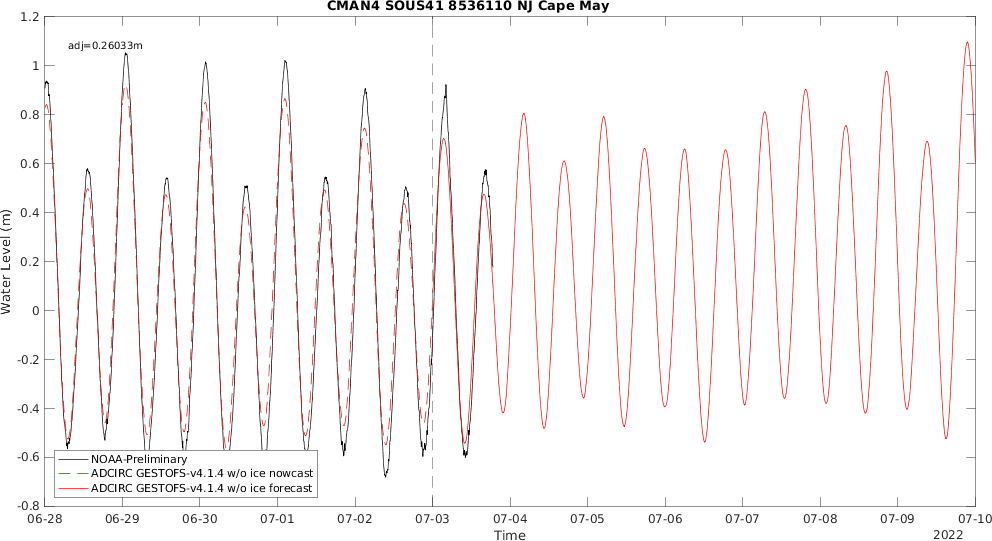 CMAN4 SOUS41 8536110 NJ Cape May
adj=0.26033m
Water Level (m)
1.2
1
0.8
0.6
0.4
0.2
0
-0.2
-0.4
-0.6
-0.8
NOAA-Preliminary
ADCIRC GESTOFS-v4.1.4 w/o ice nowcast
ADCIRC GESTOFS-v4.1.4 w/o ice forecast
06-28 06-29 06-30 07-01 07-02 07-03 07-04 07-05 07-06 07-07 07-08 07-09 07-10
Time
2022